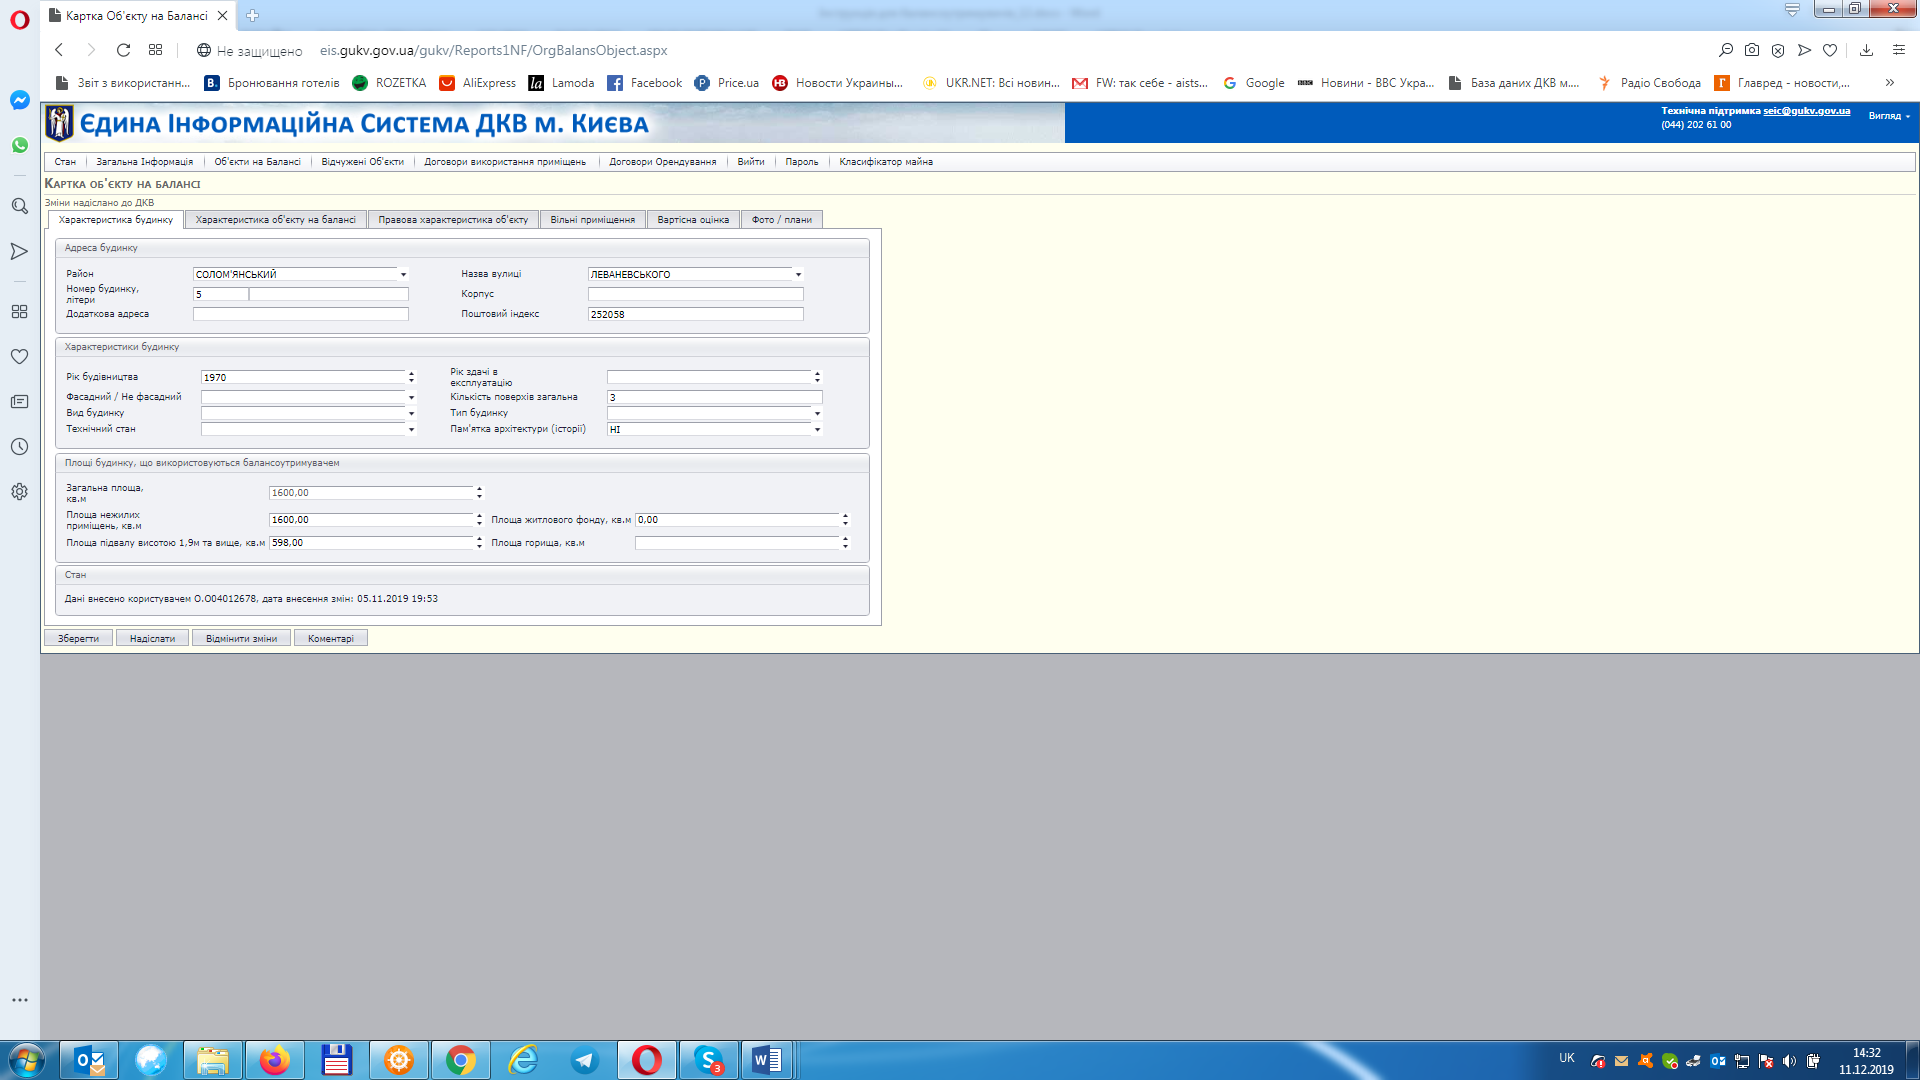 Картка Об'єкту на Балансі
Не защищено eis.gukv.gov.ua/gukv/Reports1NF/OrgBalansObject.aspx
Звіт з використанн... Бронювання готелів ROZETKA AliExpress Lamoda Facebook Price.ua Новости Украины... UKR.NET: Всі новин... FW: так себе - aists... Google Новини - BBC Укра... База даних ДКВ м.... Радіо Свобода Главред - новости,...
Єдина Інформаційна Система ДКВ м. Києва
Технічна підтримка seic@gukv.gov.ua
(044) 202 61 00
Вигляд
Стан Загальна Інформація Об'єкти на Балансі Відчужені Об'єкти Договори використання приміщень Договори Орендування Вийти Пароль Класифікатор майна
Картка об'єкту на балансі
Зміни надіслано до ДКВ
Характеристика будинку Характеристика об'єкту на балансі Правова характеристика об'єкту Вільні приміщення Вартісна оцінка Фото / плани
Адреса будинку
Район СОЛОМ'ЯНСЬКИЙ Назва вулиці ЛЕВАНЕВСЬКОГО
Номер будинку, літери 5 Корпус
Додаткова адреса Поштовий індекс 252058
Характеристики будинку
Рік будівництва 1970 Рік здачі в експлуатацію
Фасадний / Не фасадний Кількість поверхів загальна 3
Вид будинку Тип будинку
Технічний стан Пам'ятка архітектури (історії) НІ
Площі будинку, що використовуються балансоутримувачем
Загальна площа, кв.м 1600,00
Площа нежилих приміщень, кв.м 1600,00 Площа житлового фонду, кв.м 0,00
Площа підвалу висотою 1,9м та вище, кв.м 598,00 Площа горища, кв.м
Стан
Дані внесено користувачем O.O04012678, дата внесення змін: 05.11.2019 19:53
Зберегти Надіслати Відмінити зміни Коментарі
UK
14:32
11.12.2019